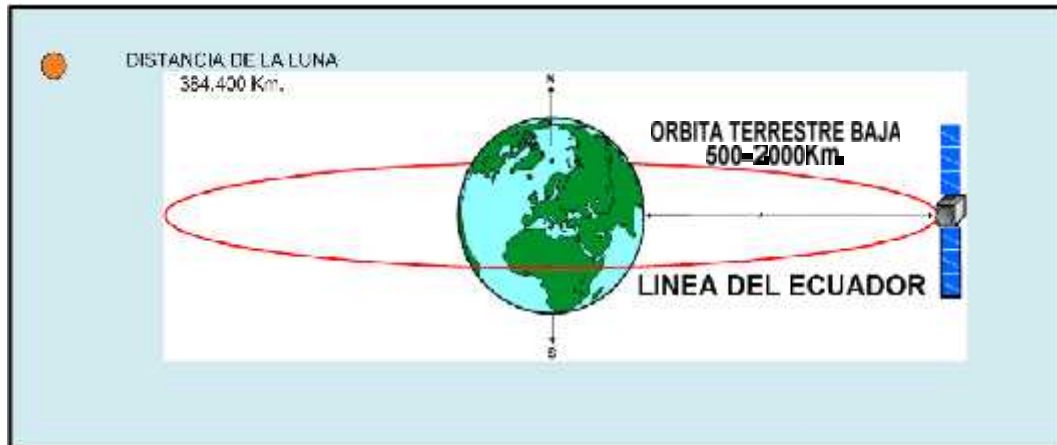 DISTANCIA DE LA LUNA
384.400 Km.
N
ORBITA TERRESTRE BAJA
500-2000Km.
LINEA DEL ECUADOR
S